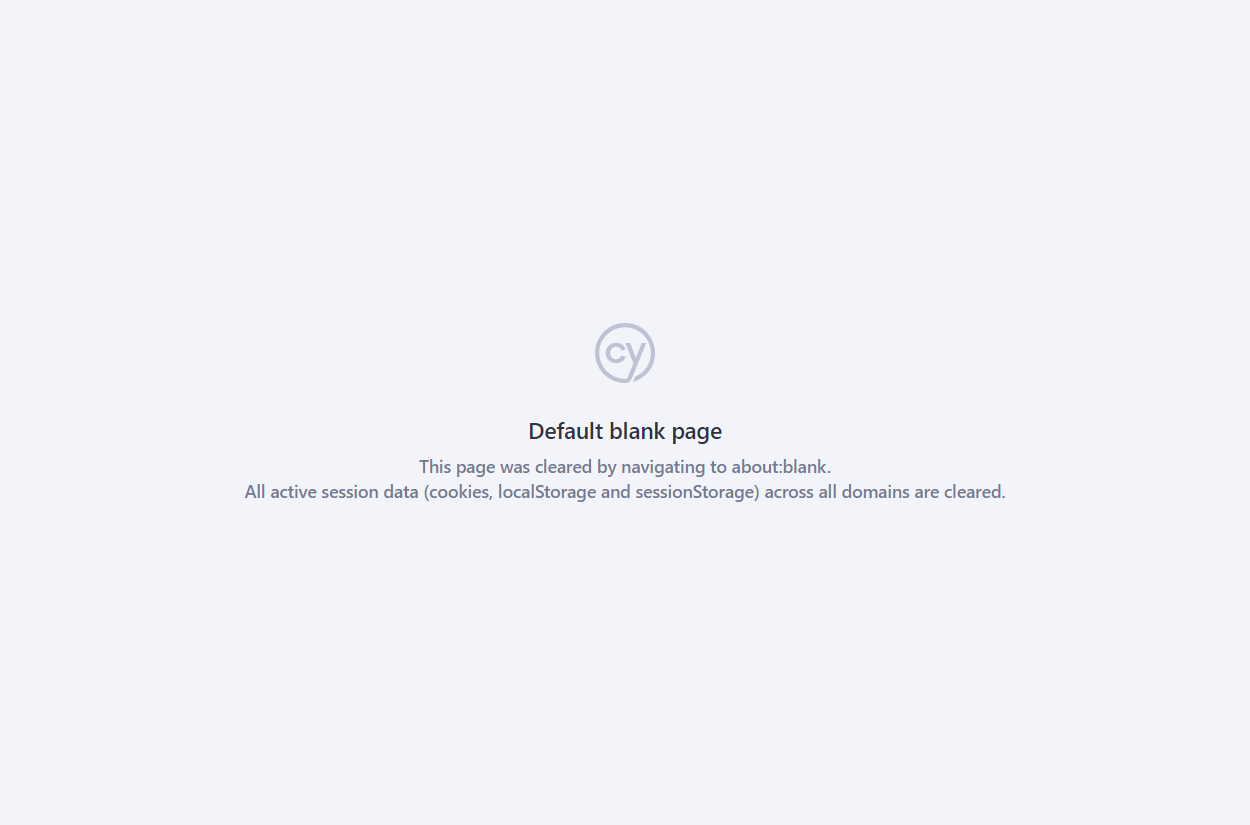 cy
Default blank page
This page was cleared by navigating to about:blank.
All active session data (cookies, localStorage and sessionStorage) across all domains are cleared.